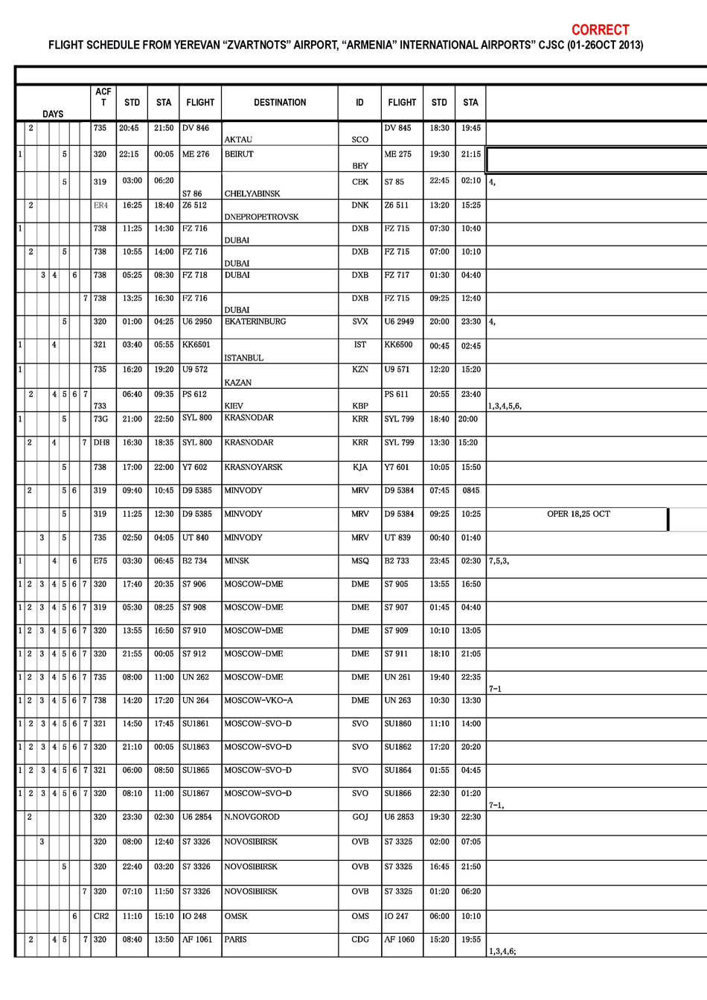 CORRECT
FLIGHT SCHEDULE FROM YEREVAN “ZVARTNOTS” AIRPORT, “ARMENIA” INTERNATIONAL AIRPORTS” CJSC (01-26OCT 2013)
DAYS ACF T STD STA FLIGHT DESTINATION ID FLIGHT STD STA
2 735 20:45 21:50 DV 846 AKTAU SCO DV 845 18:30 19:45
1 5 320 22:15 00:05 ME 276 BEIRUT BEY ME 275 19:30 21:15
5 319 03:00 06:20 S7 86 CHELYABINSK CEK S7 85 22:45 02:10 4,
2 ER4 16:25 18:40 Z6 512 DNEPROPETROVSK DNK Z6 511 13:20 15:25
1 738 11:25 14:30 FZ 716 DUBAI DXB FZ 715 07:30 10:40
2 5 738 10:55 14:00 FZ 716 DUBAI DXB FZ 715 07:00 10:10
3 4 6 738 05:25 08:30 FZ 718 DUBAI DXB FZ 717 01:30 04:40
7 738 13:25 16:30 FZ 716 DUBAI DXB FZ 715 09:25 12:40
5 320 01:00 04:25 U6 2950 EKATERINBURG SVX U6 2949 20:00 23:30 4,
1 4 321 03:40 05:55 KK6501 ISTANBUL IST KK6500 00:45 02:45
1 735 16:20 19:20 U9 572 KAZAN KZN U9 571 12:20 15:20
2 4 5 6 7 733 06:40 09:35 PS 612 KIEV KBP PS 611 20:55 23:40 1,3,4,5,6,
1 5 73G 21:00 22:50 SYL 800 KRASNODAR KRR SYL 799 18:40 20:00
2 4 7 DH8 16:30 18:35 SYL 800 KRASNODAR KRR SYL 799 13:30 15:20
5 738 17:00 22:00 Y7 602 KRASNOYARSK KJA Y7 601 10:05 15:50
2 5 6 319 09:40 10:45 D9 5385 MINVODY MRV D9 5384 07:45 0845
5 319 11:25 12:30 D9 5385 MINVODY MRV D9 5384 09:25 10:25 OPER 18,25 OCT
3 5 735 02:50 04:05 UT 840 MINVODY MRV UT 839 00:40 01:40
1 4 6 E75 03:30 06:45 B2 734 MINSK MSQ B2 733 23:45 02:30 7,5,3,
1 2 3 4 5 6 7 320 17:40 20:35 S7 906 MOSCOW-DME DME S7 905 13:55 16:50
1 2 3 4 5 6 7 319 05:30 08:25 S7 908 MOSCOW-DME DME S7 907 01:45 04:40
1 2 3 4 5 6 7 320 13:55 16:50 S7 910 MOSCOW-DME DME S7 909 10:10 13:05
1 2 3 4 5 6 7 320 21:55 00:05 S7 912 MOSCOW-DME DME S7 911 18:10 21:05
1 2 3 4 5 6 7 735 08:00 11:00 UN 262 MOSCOW-DME DME UN 261 19:40 22:35 7-1
1 2 3 4 5 6 7 738 14:20 17:20 UN 264 MOSCOW-VKO-A DME UN 263 10:30 13:30
1 2 3 4 5 6 7 321 14:50 17:45 SU1861 MOSCOW-SVO-D SVO SU1860 11:10 14:00
1 2 3 4 5 6 7 320 21:10 00:05 SU1863 MOSCOW-SVO-D SVO SU1862 17:20 20:20
1 2 3 4 5 6 7 321 06:00 08:50 SU1865 MOSCOW-SVO-D SVO SU1864 01:55 04:45
1 2 3 4 5 6 7 320 08:10 11:00 SU1867 MOSCOW-SVO-D SVO SU1866 22:30 01:20 7-1,
2 320 23:30 02:30 U6 2854 N.NOVGOROD GOJ U6 2853 19:30 22:30
3 320 08:00 12:40 S7 3326 NOVOSIBIRSK OVB S7 3325 02:00 07:05
5 320 22:40 03:20 S7 3326 NOVOSIBIRSK OVB S7 3325 16:45 21:50
7 320 07:10 11:50 S7 3326 NOVOSIBIRSK OVB S7 3325 01:20 06:20
6 CR2 11:10 15:10 IO 248 OMSK OMS IO 247 06:00 10:10
2 4 5 7 320 08:40 13:50 AF 1061 PARIS CDG AF 1060 15:20 19:55 1,3,4,6;